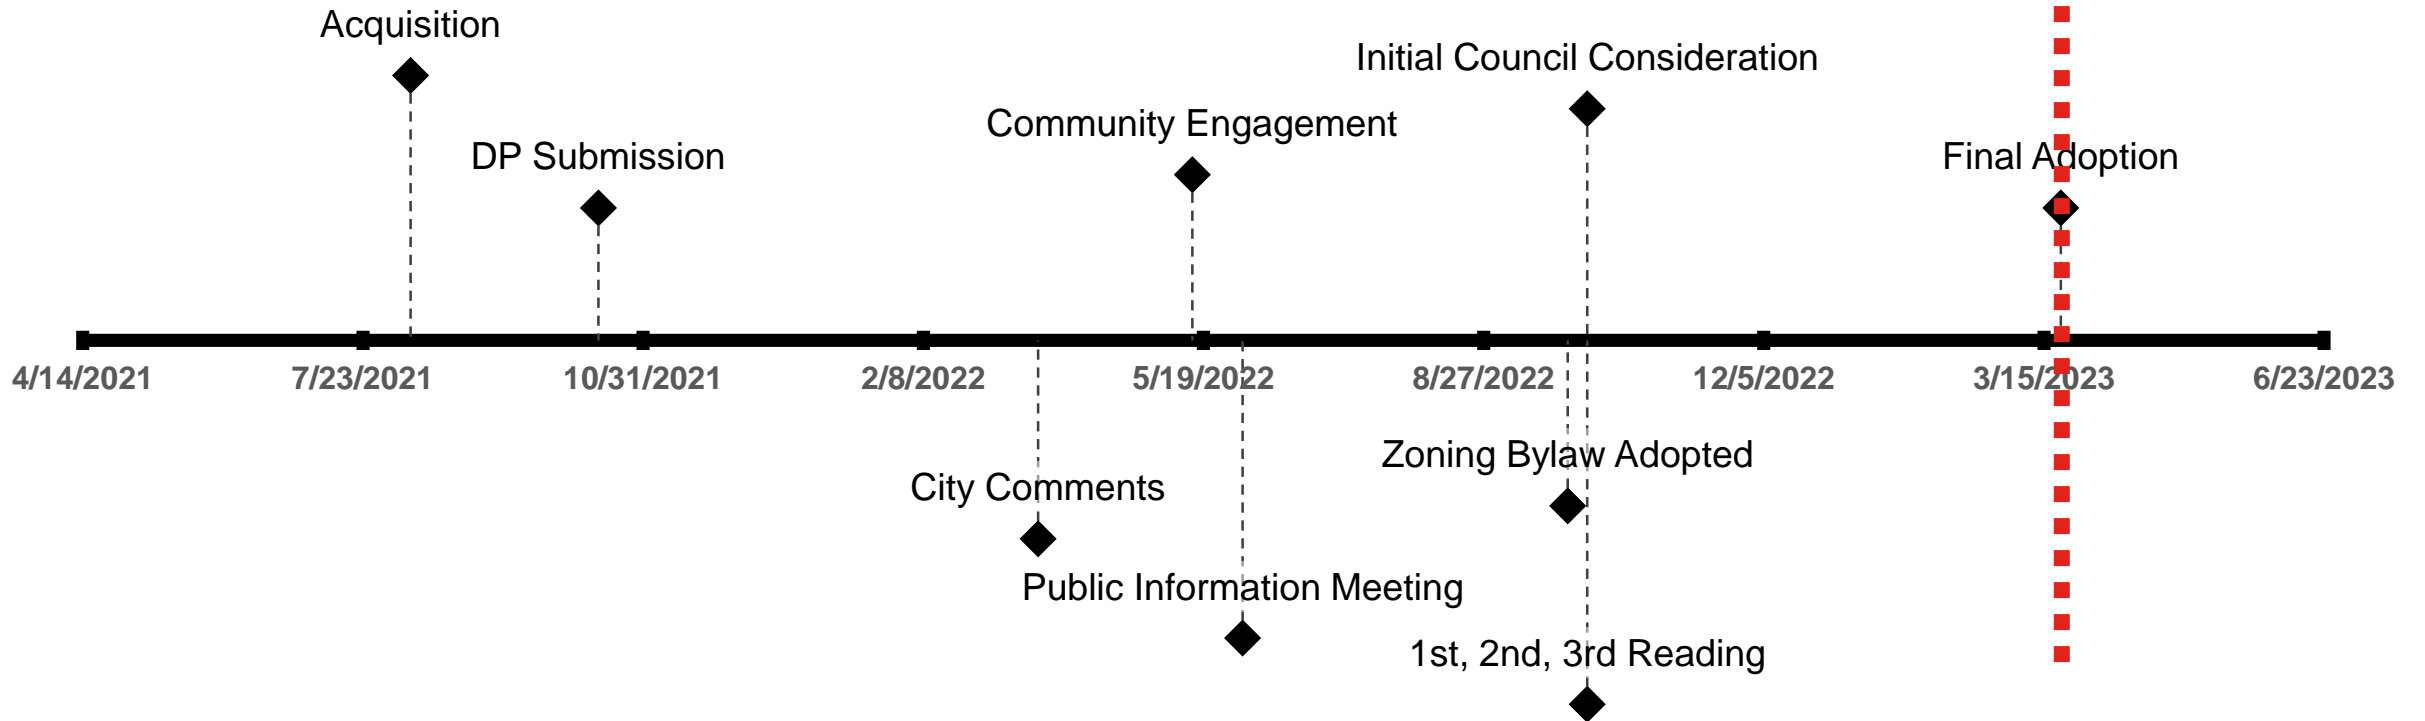 Acquisition
Initial Council Consideration
Community Engagement
DP Submission
Final Adoption
4/14/2021
7/23/2021
10/31/2021
2/8/2022
5/19/2022
8/27/2022
12/5/2022
3/15/2023
6/23/2023
Zoning Bylaw Adopted
City Comments
Public Information Meeting
1st, 2nd, 3rd Reading